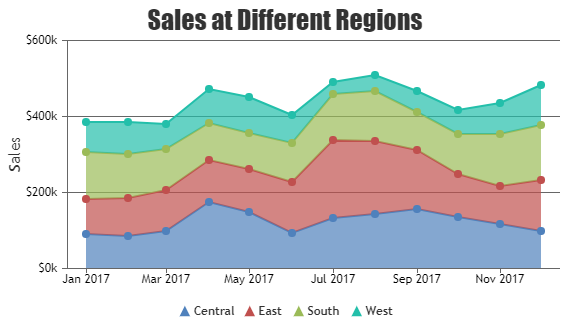 Sales at Different Regions
$600k
$400k
$200k
$0k
Sales
Jan 2017 Mar 2017 May 2017 Jul 2017 Sep 2017 Nov 2017
Central East South West